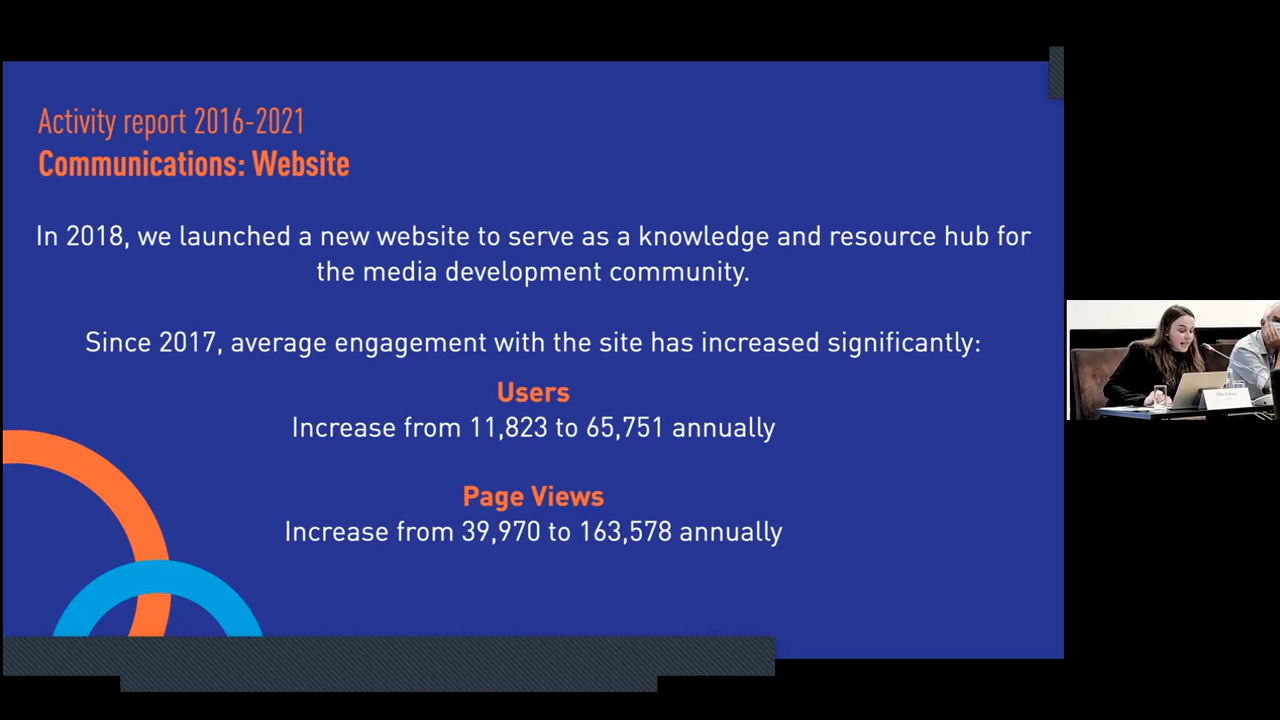 Activity report 2016-2021
Communications: Website
In 2018, we launched a new website to serve as a knowledge and resource hub for
the media development community.
Since 2017, average engagement with the site has increased significantly:
Users
Increase from 11,823 to 65,751 annually
Page Views
Increase from 39,970 to 163,578 annually